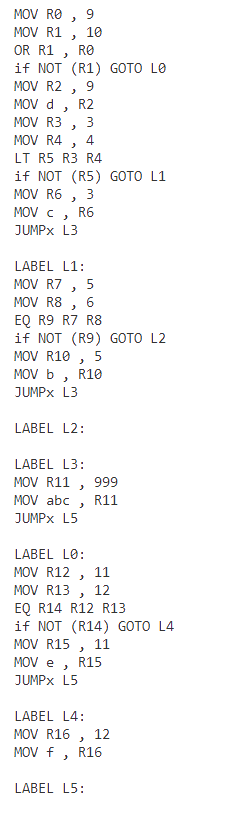 MOV R0 , 9
MOV R1 , 10
OR R1 , R0
if NOT (R1) GOTO L0
MOV R2 , 9
MOV d , R2
MOV R3 , 3
MOV R4 , 4
LT R5 R3 R4
if NOT (R5) GOTO L1
MOV R6 , 3
MOV c , R6
JUMPx L3

LABEL L1:
MOV R7 , 5
MOV R8 , 6
EQ R9 R7 R8
if NOT (R9) GOTO L2
MOV R10 , 5
MOV b , R10
JUMPx L3

LABEL L2:

LABEL L3:
MOV R11 , 999
MOV abc , R11
JUMPx L5

LABEL L0:
MOV R12 , 11
MOV R13 , 12
EQ R14 R12 R13
if NOT (R14) GOTO L4
MOV R15 , 11
MOV e , R15
JUMPx L5

LABEL L4:
MOV R16 , 12
MOV f , R16

LABEL L5: